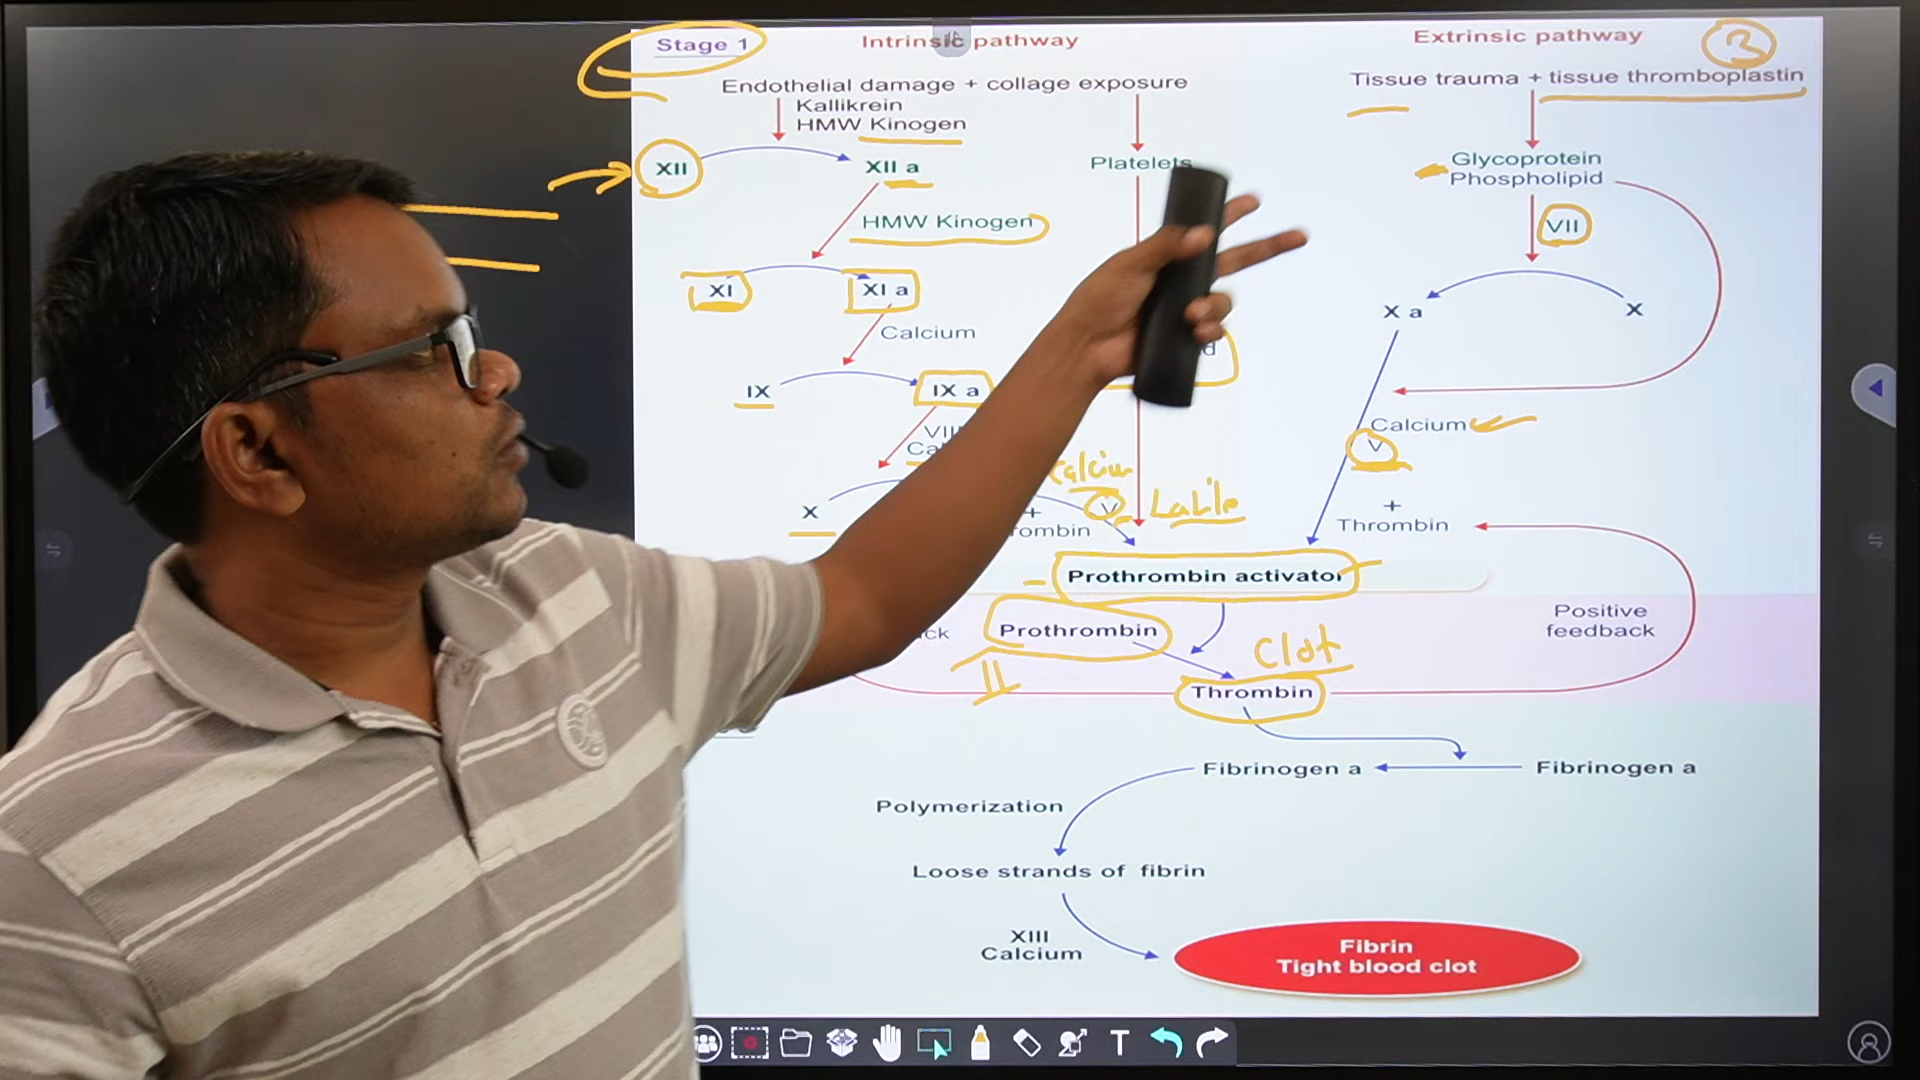 Stage 1
Intrinsic pathway
Extrinsic pathway
Endothelial damage + collage exposure
Tissue trauma + tissue thromboplastin
Kallikrein
HMW Kinogen
XII
XII a
Platelets
Glycoprotein
Phospholipid
HMW Kinogen
VII
XI
XI a
X a
X
Calcium
IX
IX a
Calcium
V
Calcium
X
V
LaLile
+
+
Thrombin
Prothrombin activator
Prothrombin
II
Clot
Thrombin
Positive
feedback
Fibrinogen a
Fibrinogen a
Polymerization
Loose strands of fibrin
XIII
Calcium
Fibrin
Tight blood clot
T